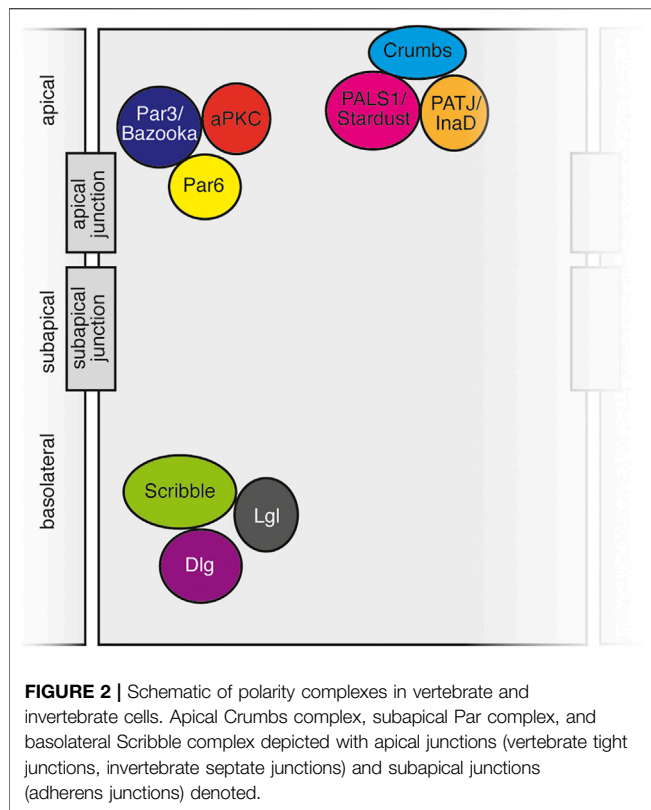 apical
Crumbs
Par3/
Bazooka
aPKC
PALS1/
Stardust
PATJ/
InaD
Par6
apical
junction
subapical
subapical
junction
basolateral
Scribble
Lgl
Dlg
FIGURE 2 | Schematic of polarity complexes in vertebrate and
invertebrate cells. Apical Crumbs complex, subapical Par complex, and
basolateral Scribble complex depicted with apical junctions (vertebrate tight
junctions, invertebrate septate junctions) and subapical junctions
(adherens junctions) denoted.